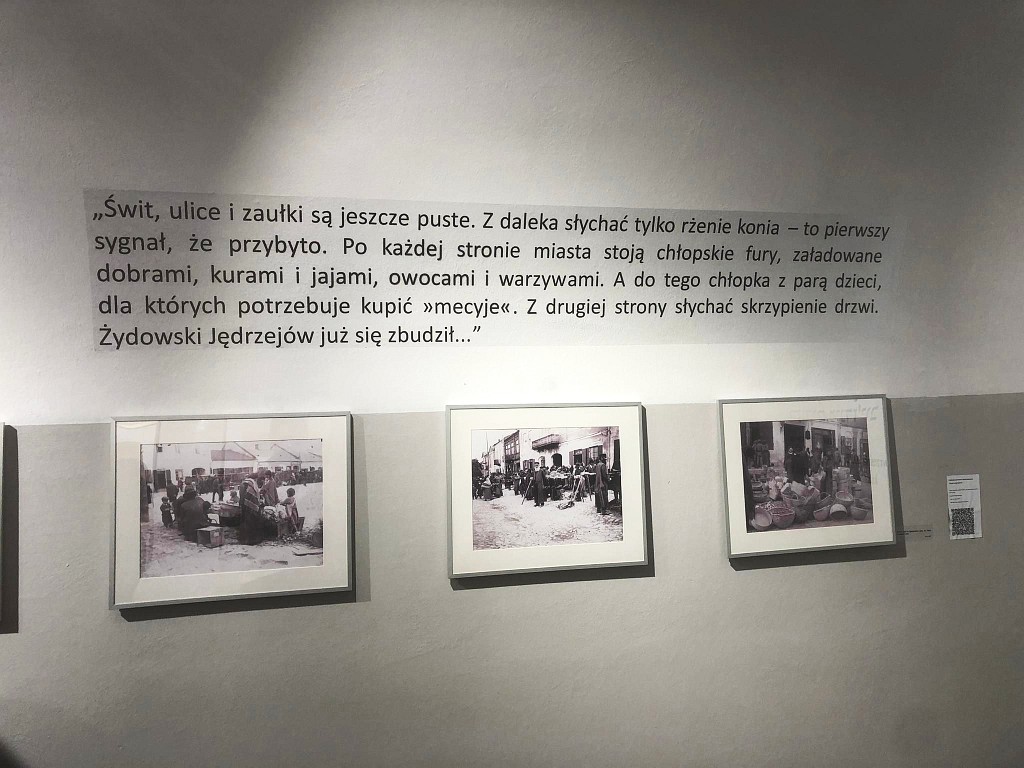 „Świt, ulice i zaułki są jeszcze puste. Z daleka słychać tylko rżenie konia – to pierwszy
sygnał, że przybyto. Po każdej stronie miasta stoją chłopskie fury, załadowane
dobrami, kurami i jajami, owocami i warzywami. A do tego chłopka z parą dzieci,
dla których potrzebuje kupić »mecyje«. Z drugiej strony słychać skrzypienie drzwi.
Żydowski Jędrzejów już się zbudził...”